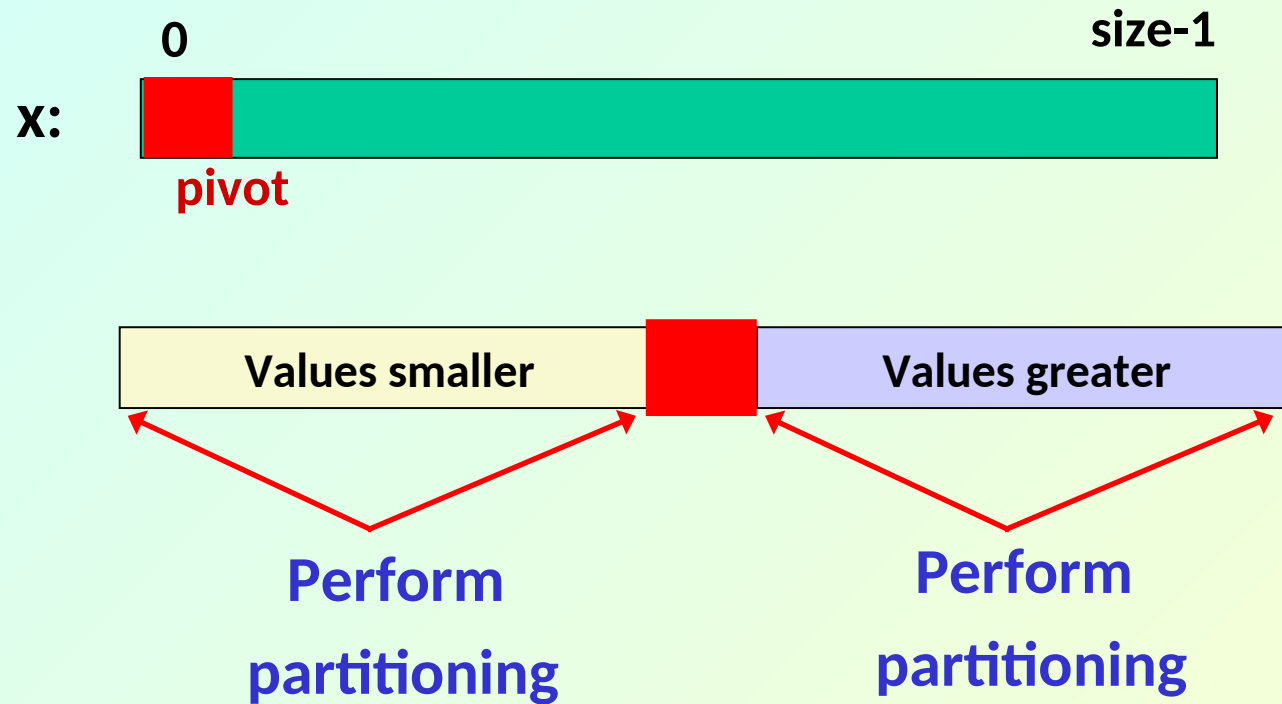 0
size-1
x:
pivot
Values smaller
Values greater
Perform
partitioning
Perform
partitioning